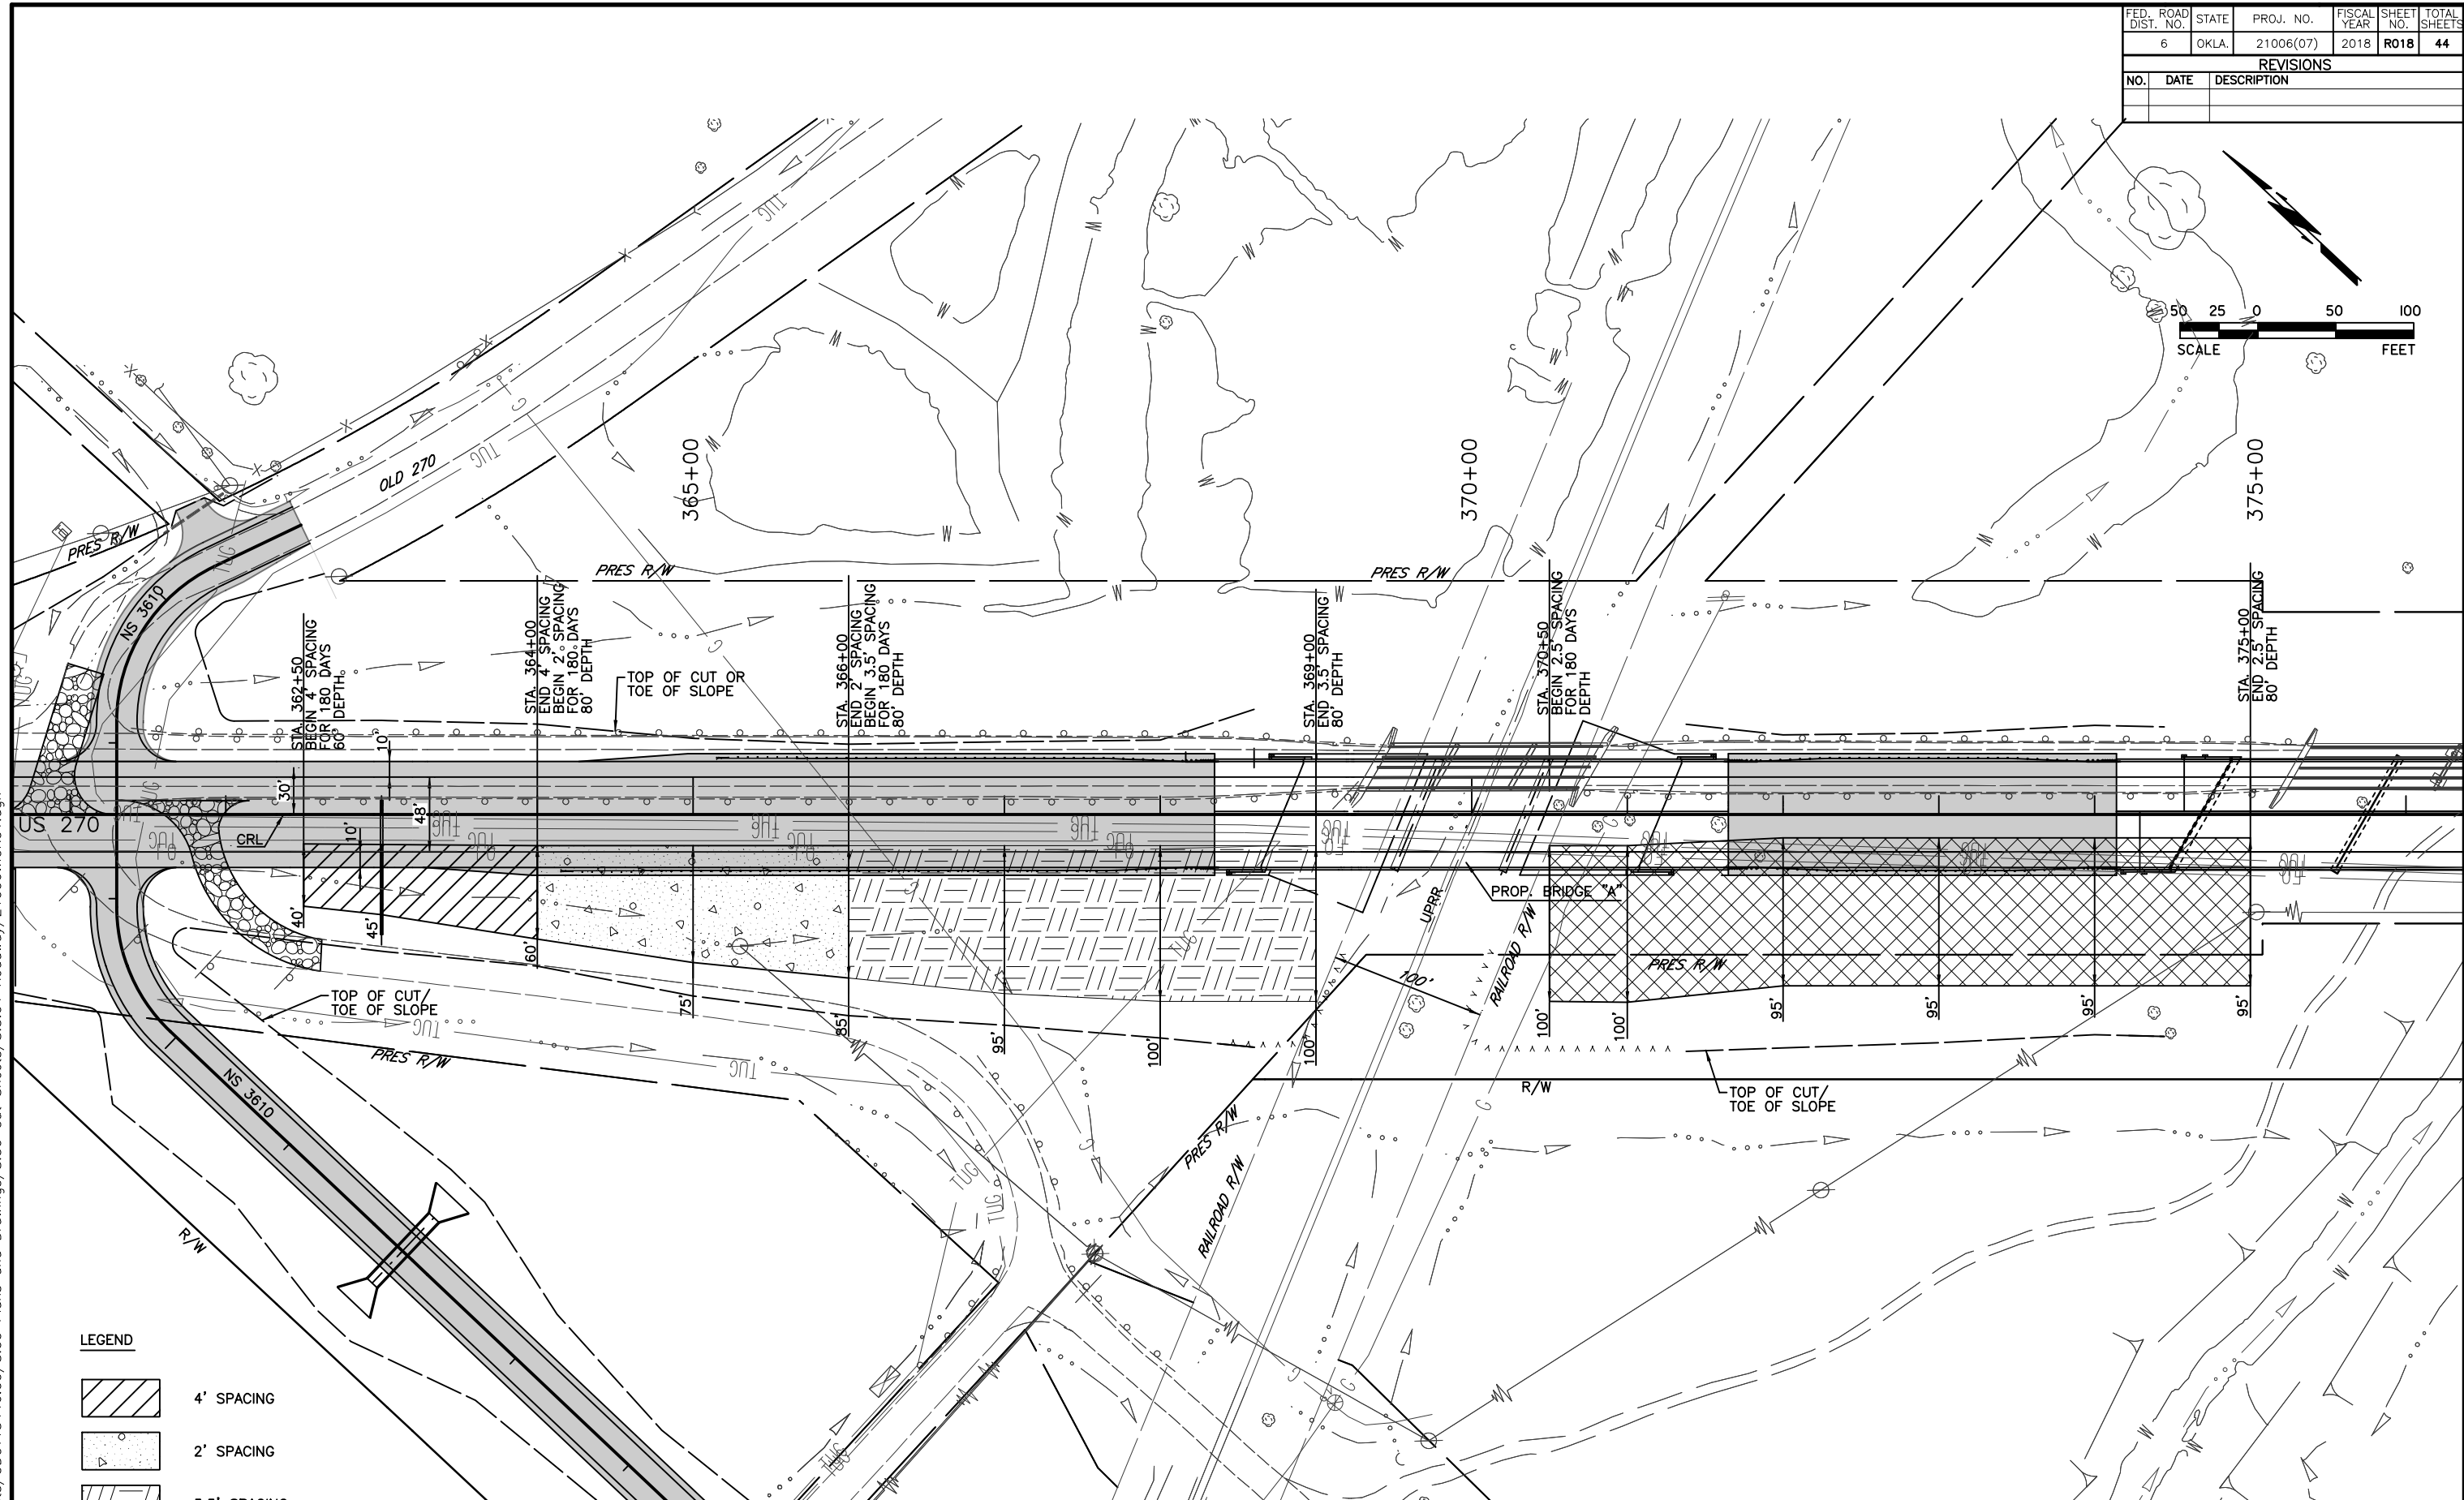 FED. ROAD DIST. NO. STATE PROJ. NO. FISCAL YEAR SHEET NO. TOTAL SHEETS
6 OKLA. 21006(07) 2018 R018 44
REVISIONS
NO. DATE DESCRIPTION
50 25 0 50 100
SCALE FEET
OLD 270
365+00
370+00
375+00
PRES R/W
PRES R/W
PRES R/W
NS 3610
STA. 362+50
BEGIN 4' SPACING
FOR 180 DAYS
60' DEPTH
STA. 364+00
END 4' SPACING
BEGIN 2' SPACING
FOR 180 DAYS
80' DEPTH
TOP OF CUT OR
TOE OF SLOPE
STA. 366+00
END 2' SPACING
BEGIN 3.5' SPACING
FOR 180 DAYS
80' DEPTH
STA. 369+00
END 3.5' SPACING
80' DEPTH
STA. 370+50
BEGIN 2.5' SPACING
FOR 180 DAYS
DEPTH
STA. 375+00
END 2.5' SPACING
80' DEPTH
10'
30'
48'
10'
US 270
CRL
PROP. BRIDGE "A"
UPRR
RAILROAD R/W
100'
PRES R/W
40'
45'
60'
75'
85'
95'
100'
100'
100'
100'
95'
95'
95'
95'
TOP OF CUT/
TOE OF SLOPE
PRES R/W
NS 3610
R/W
TOP OF CUT/
TOE OF SLOPE
PRES R/W
RAILROAD R/W
R/W
TUG
TUG
TUG
TUG
TUG
TUG
LEGEND
4' SPACING
2' SPACING